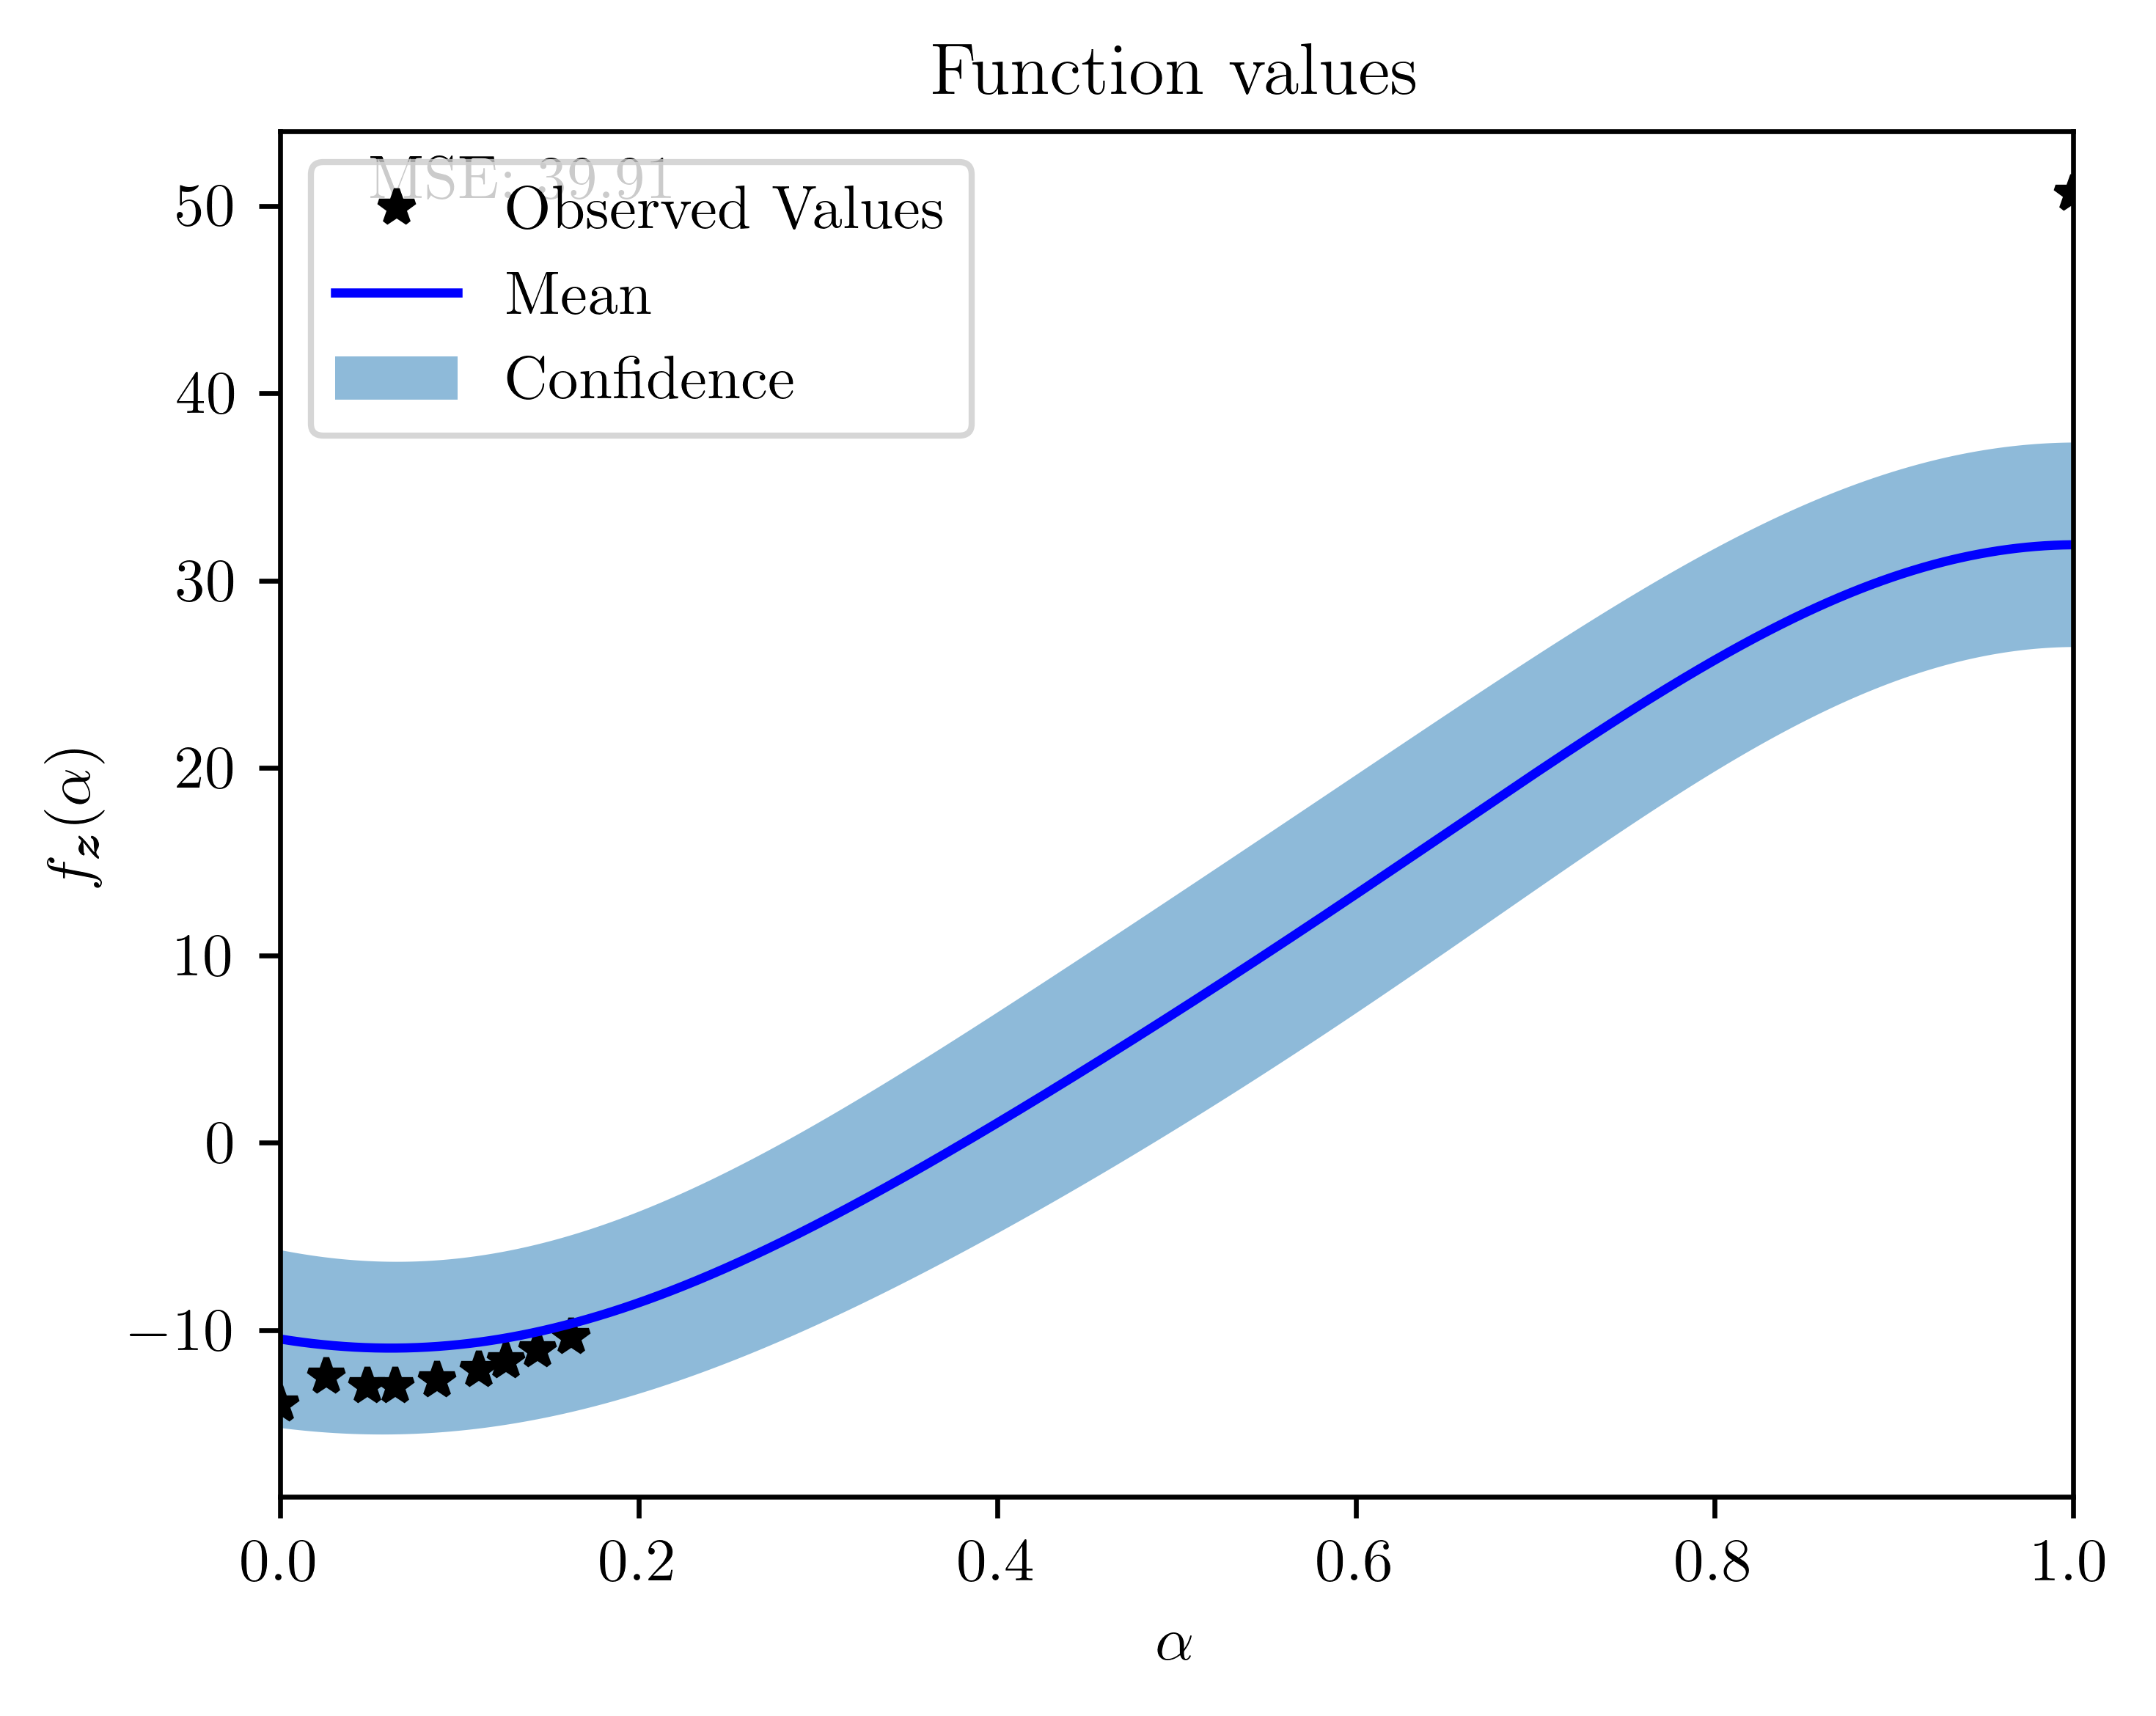 Function values
MSE: 39.91
Observed Values
Mean
Confidence
50
40
30
20
10
0
−10
f_z(α)
0.0 0.2 0.4 0.6 0.8 1.0
α